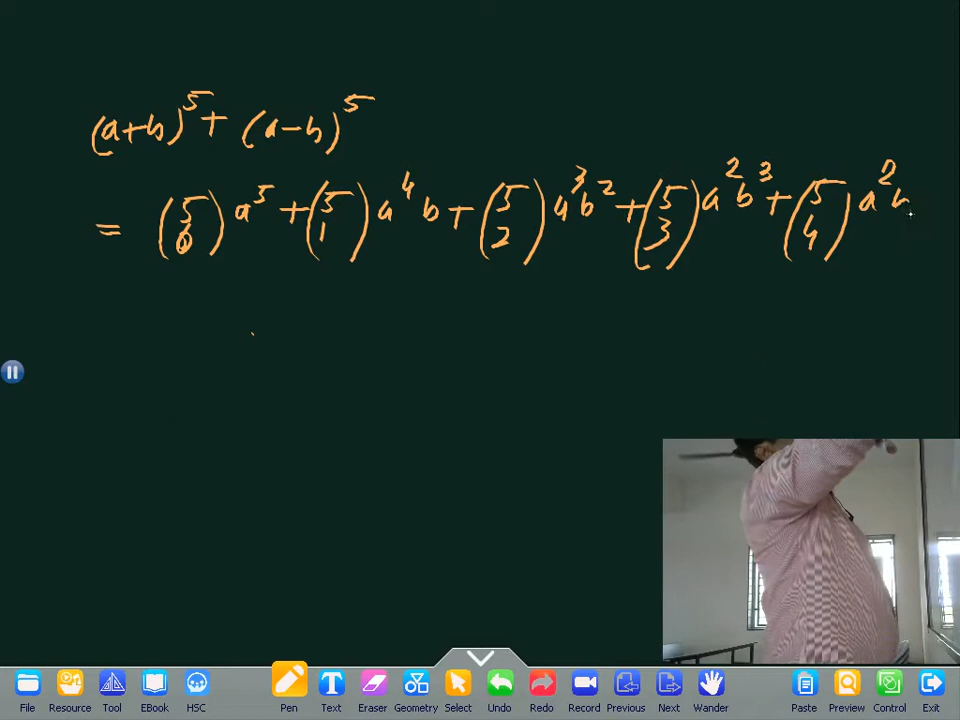 (a+b)^5 + (a-b)^5
= (5 0) a^5 + (5 1) a^4 b + (5 2) a^3 b^2 + (5 3) a^2 b^3 + (5 4) a^2 b
File Resource Tool EBook HSC Pen Text Eraser Geometry Select Undo Redo Record Previous Next Wander Paste Preview Control Exit